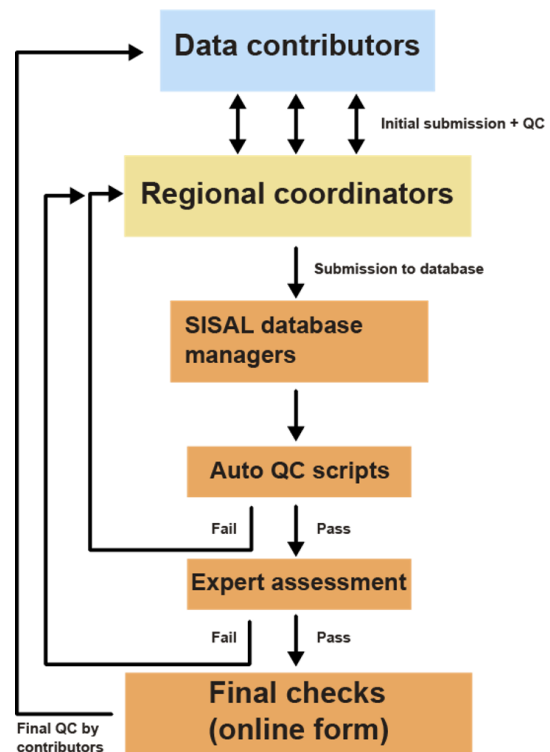 Data contributors
Initial submission + QC
Regional coordinators
Submission to database
SISAL database
managers
Auto QC scripts
Fail
Pass
Expert assessment
Fail
Pass
Final checks
(online form)
Final QC by
contributors